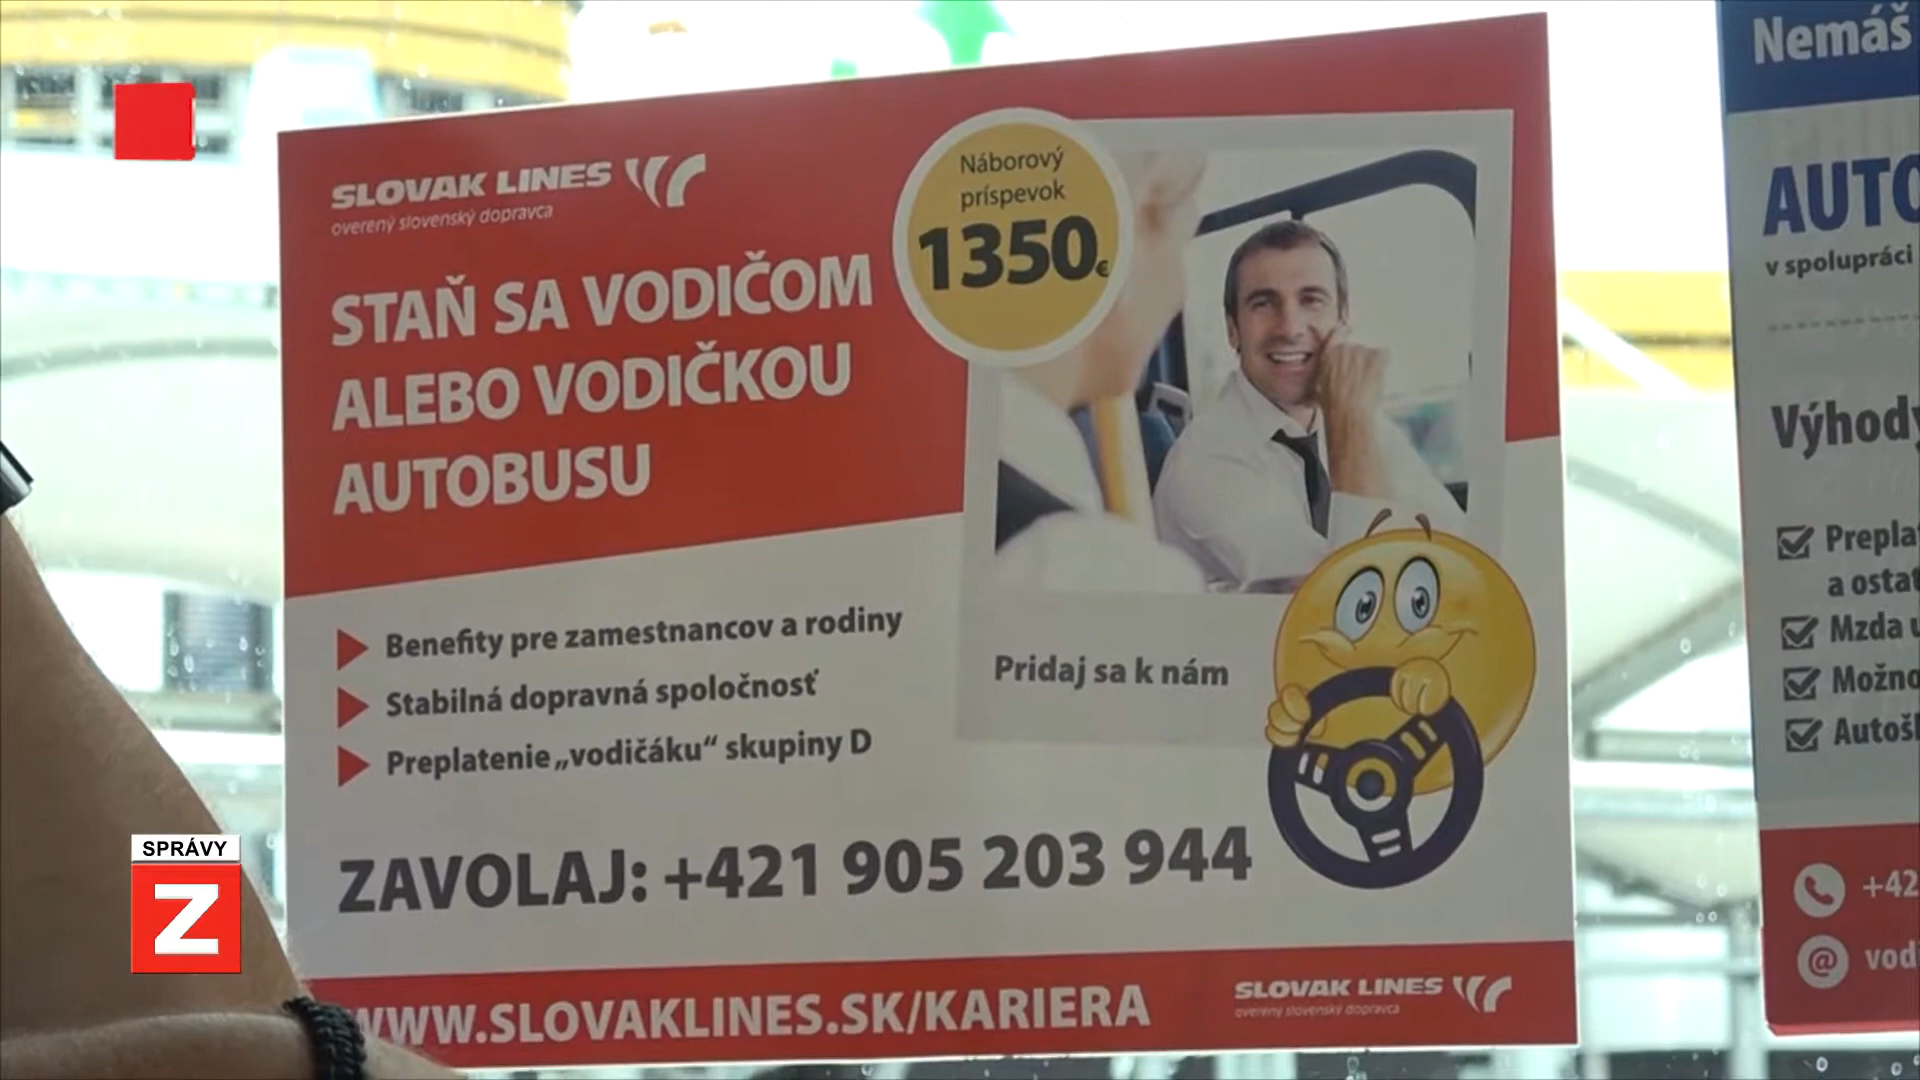 SLOVAK LINES
overený slovenský dopravca
Náborový
príspevok
1350€
STAŇ SA VODIČOM
ALEBO VODIČKOU
AUTOBUSU
Benefity pre zamestnancov a rodiny
Stabilná dopravná spoločnosť
Preplatenie „vodičáku“ skupiny D
Pridaj sa k nám
ZAVOLAJ: +421 905 203 944
WWW.SLOVAKLINES.SK/KARIERA
SLOVAK LINES
overený slovenský dopravca
Nemáš
AUTO
v spolupráci
Výhody
Prepla
a ostat
Mzda u
Možno
Autošk
+42
vod
SPRÁVY
Z